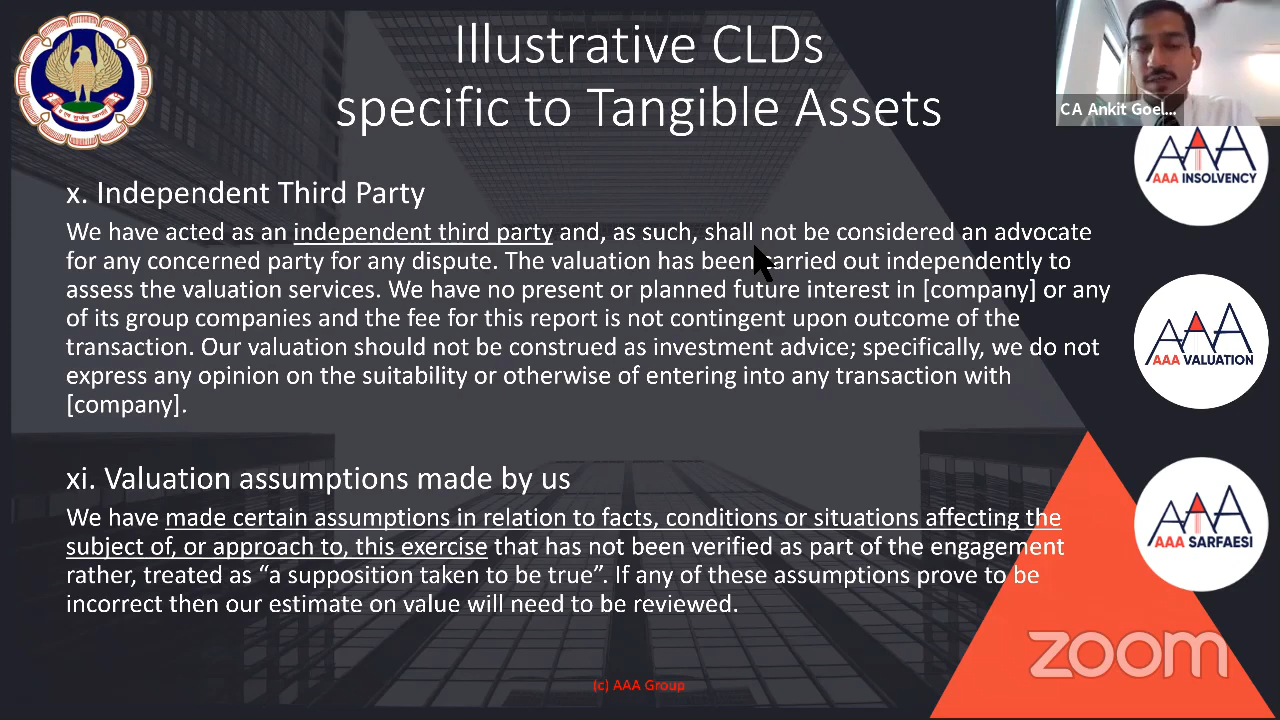 Illustrative CLDs
specific to Tangible Assets
CA Ankit Goel...
x. Independent Third Party
We have acted as an independent third party and, as such, shall not be considered an advocate
for any concerned party for any dispute. The valuation has been carried out independently to
assess the valuation services. We have no present or planned future interest in [company] or any
of its group companies and the fee for this report is not contingent upon outcome of the
transaction. Our valuation should not be construed as investment advice; specifically, we do not
express any opinion on the suitability or otherwise of entering into any transaction with
[company].
xi. Valuation assumptions made by us
We have made certain assumptions in relation to facts, conditions or situations affecting the
subject of, or approach to, this exercise that has not been verified as part of the engagement
rather, treated as “a supposition taken to be true”. If any of these assumptions prove to be
incorrect then our estimate on value will need to be reviewed.
AAA
AAA INSOLVENCY
AAA
AAA VALUATION
AAA
AAA SARFAESI
zoom
(c) AAA Group